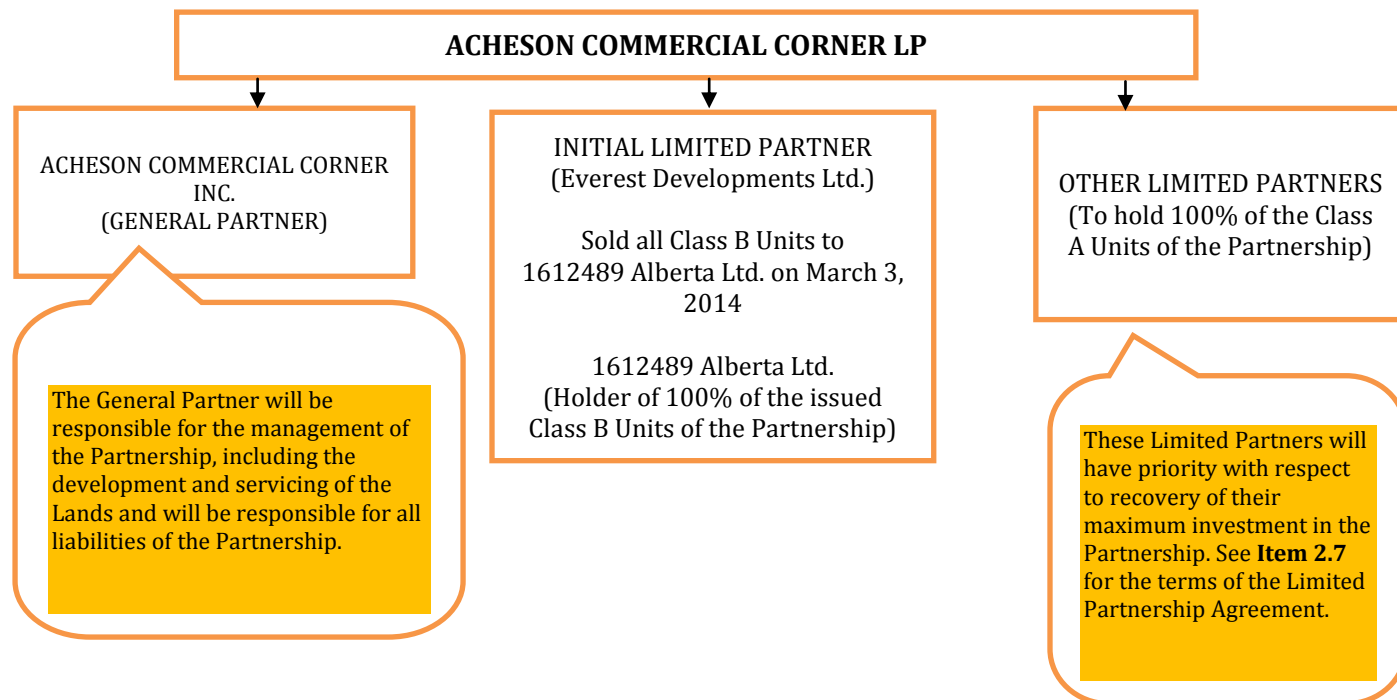 ACHESON COMMERCIAL CORNER LP
ACHESON COMMERCIAL CORNER
INC.
(GENERAL PARTNER)
The General Partner will be
responsible for the management of
the Partnership, including the
development and servicing of the
Lands and will be responsible for all
liabilities of the Partnership.
INITIAL LIMITED PARTNER
(Everest Developments Ltd.)
Sold all Class B Units to
1612489 Alberta Ltd. on March 3,
2014
1612489 Alberta Ltd.
(Holder of 100% of the issued
Class B Units of the Partnership)
OTHER LIMITED PARTNERS
(To hold 100% of the Class
A Units of the Partnership)
These Limited Partners will
have priority with respect
to recovery of their
maximum investment in the
Partnership. See Item 2.7
for the terms of the Limited
Partnership Agreement.